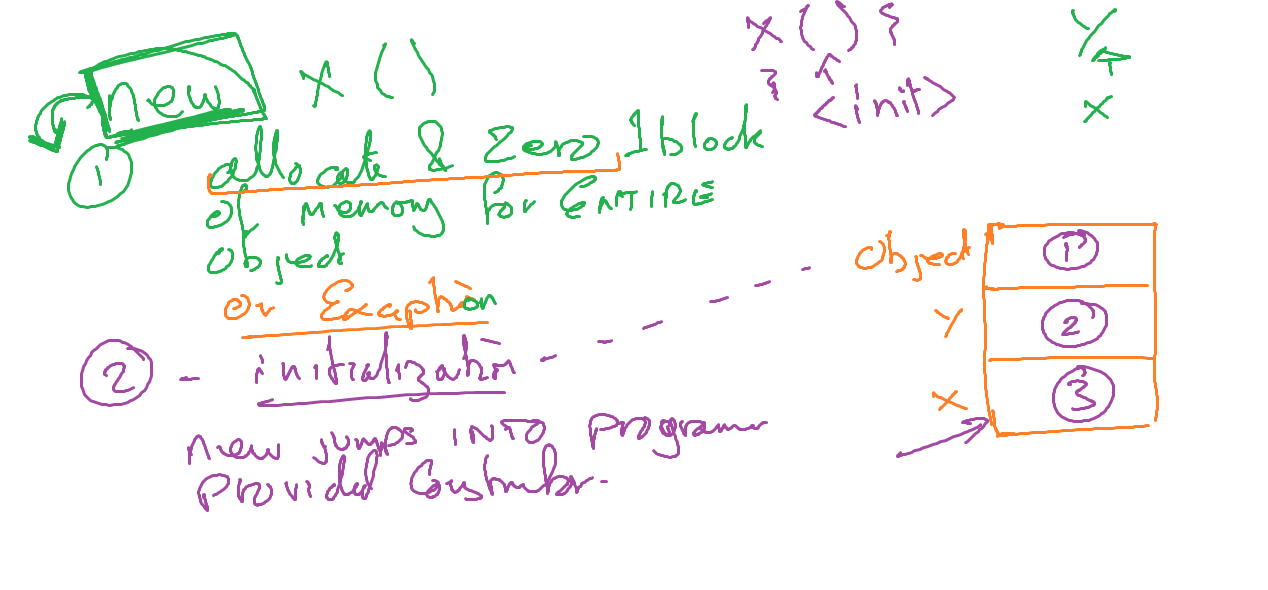 new X ()
X () {
} <init>
Y
X
1
allocate & Zero 1 block
of memory for ENTIRE
object
or Exception
2 - initialization
new jumps INTO programmer
provided Constructor.
Object 1
Y 2
X 3